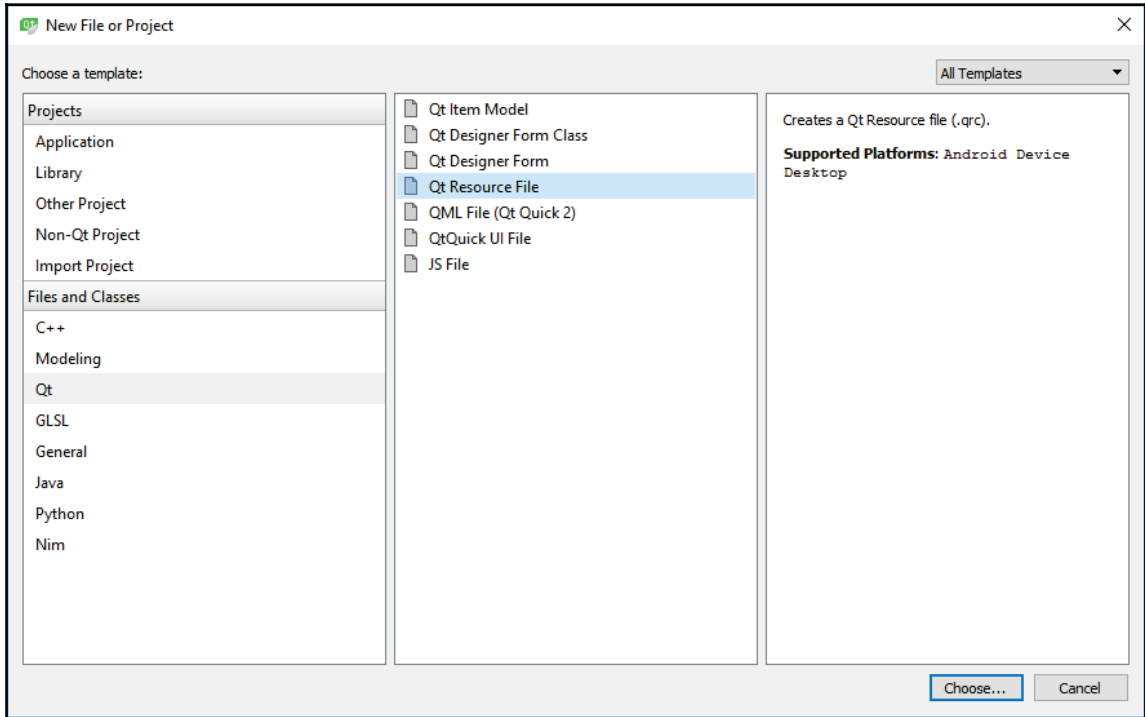 Qt New File or Project
Choose a template:
All Templates
Projects
Application
Library
Other Project
Non-Qt Project
Import Project
Files and Classes
C++
Modeling
Qt
GLSL
General
Java
Python
Nim
Qt Item Model
Qt Designer Form Class
Qt Designer Form
Qt Resource File
QML File (Qt Quick 2)
QtQuick UI File
JS File
Creates a Qt Resource file (.qrc).
Supported Platforms: Android Device
Desktop
Choose...
Cancel